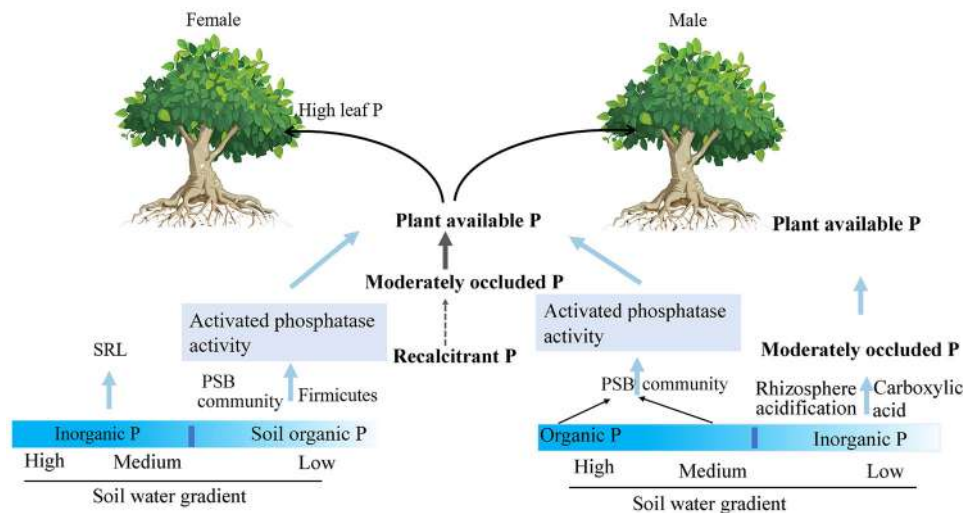 Female
Male
High leaf P
Plant available P
Plant available P
Moderately occluded P
Activated phosphatase
activity
Activated phosphatase
activity
SRL
Recalcitrant P
Moderately occluded P
PSB
community
Firmicutes
PSB community
Rhizosphere
acidification
Carboxylic
acid
Inorganic P
Soil organic P
Organic P
Inorganic P
High
Medium
Low
High
Medium
Low
Soil water gradient
Soil water gradient